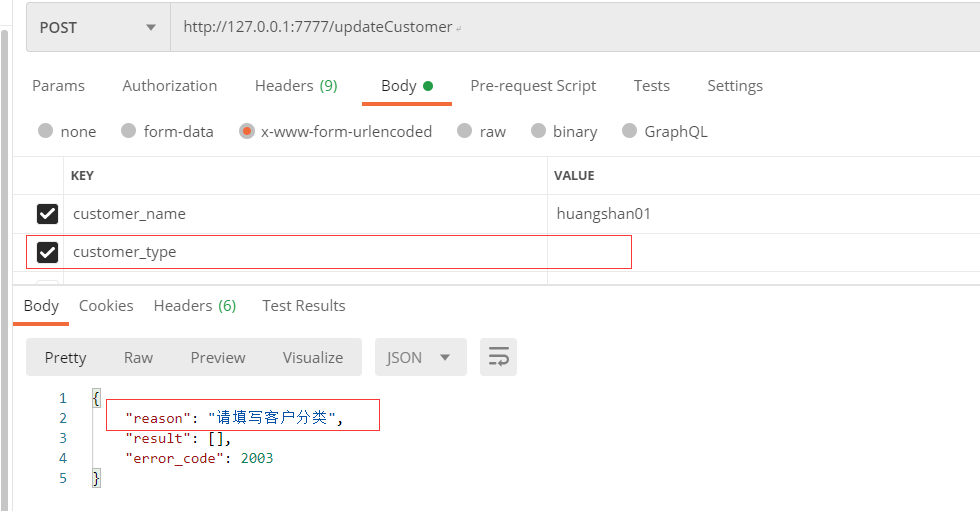 POST http://127.0.0.1:7777/updateCustomer
Params Authorization Headers (9) Body Pre-request Script Tests Settings
none form-data x-www-form-urlencoded raw binary GraphQL
KEY VALUE
customer_name huangshan01
customer_type
Body Cookies Headers (6) Test Results
Pretty Raw Preview Visualize JSON
1 {
2 "reason": "请填写客户分类",
3 "result": [],
4 "error_code": 2003
5 }